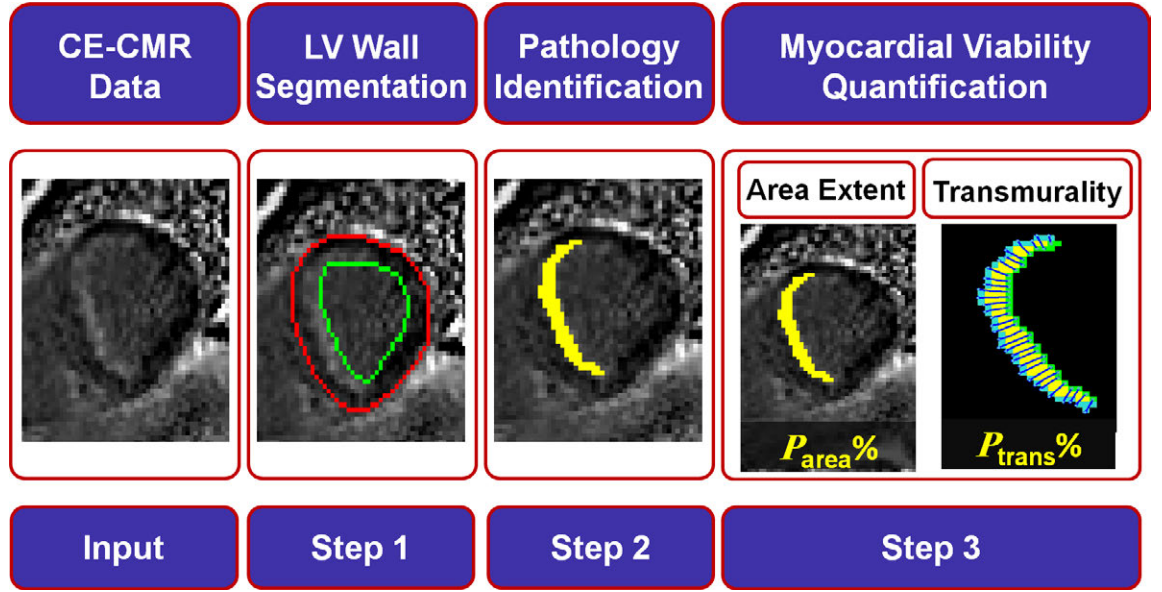 CE-CMR
Data
LV Wall
Segmentation
Pathology
Identification
Myocardial Viability
Quantification
Area Extent
Transmurality
Parea%
Ptrans%
Input
Step 1
Step 2
Step 3